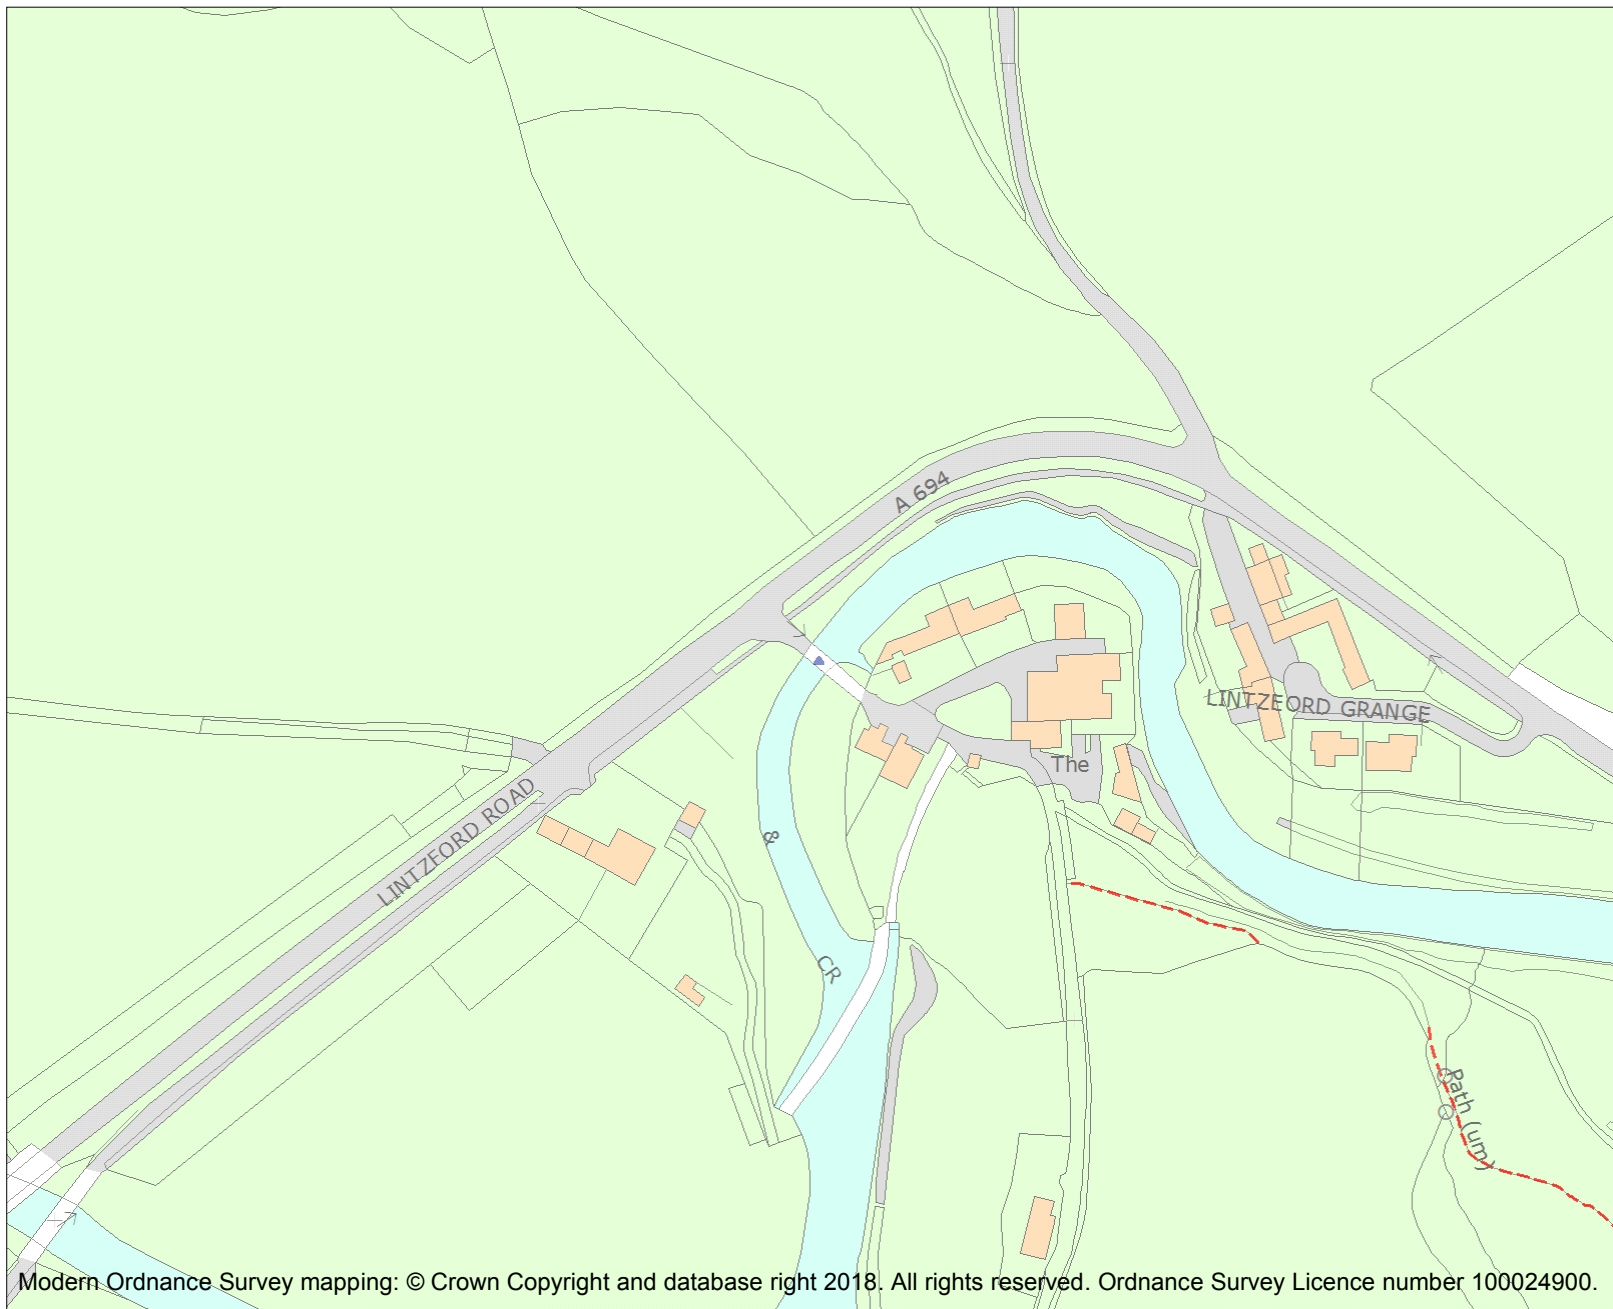 A 694
LINTZFORD GRANGE
The
LINTZFORD ROAD
&
CR
Path (um)
Modern Ordnance Survey mapping: © Crown Copyright and database right 2018. All rights reserved. Ordnance Survey Licence number 100024900.